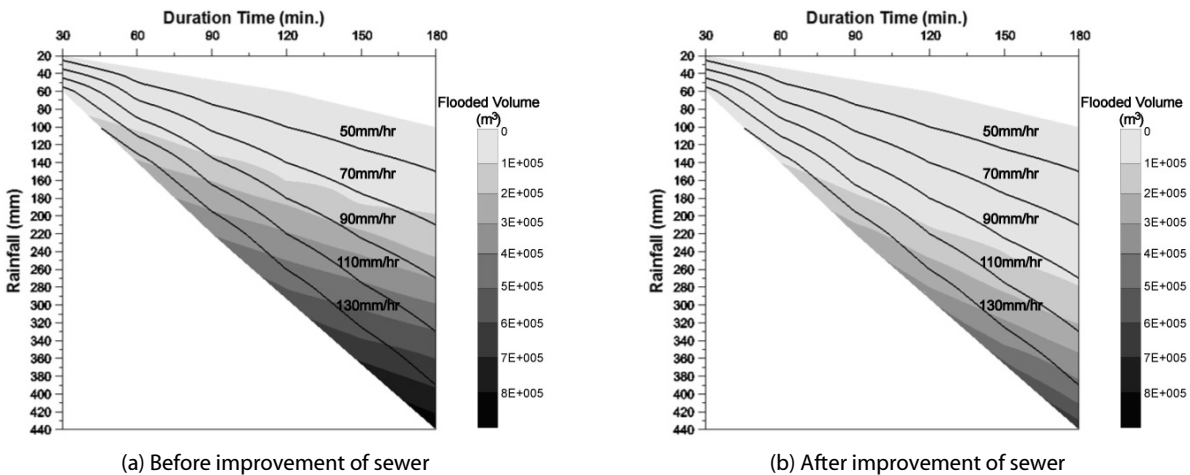 Duration Time (min.)
30 60 90 120 150 180
20
40
60
80
100
120
140
160
180
200
220
240
260
280
300
320
340
360
380
400
420
440
Rainfall (mm)
50mm/hr
70mm/hr
90mm/hr
110mm/hr
130mm/hr
Flooded Volume
(m³)
0
1E+005
2E+005
3E+005
4E+005
5E+005
6E+005
7E+005
8E+005
(a) Before improvement of sewer
Duration Time (min.)
30 60 90 120 150 180
20
40
60
80
100
120
140
160
180
200
220
240
260
280
300
320
340
360
380
400
420
440
Rainfall (mm)
50mm/hr
70mm/hr
90mm/hr
110mm/hr
130mm/hr
Flooded Volume
(m³)
0
1E+005
2E+005
3E+005
4E+005
5E+005
6E+005
7E+005
8E+005
(b) After improvement of sewer